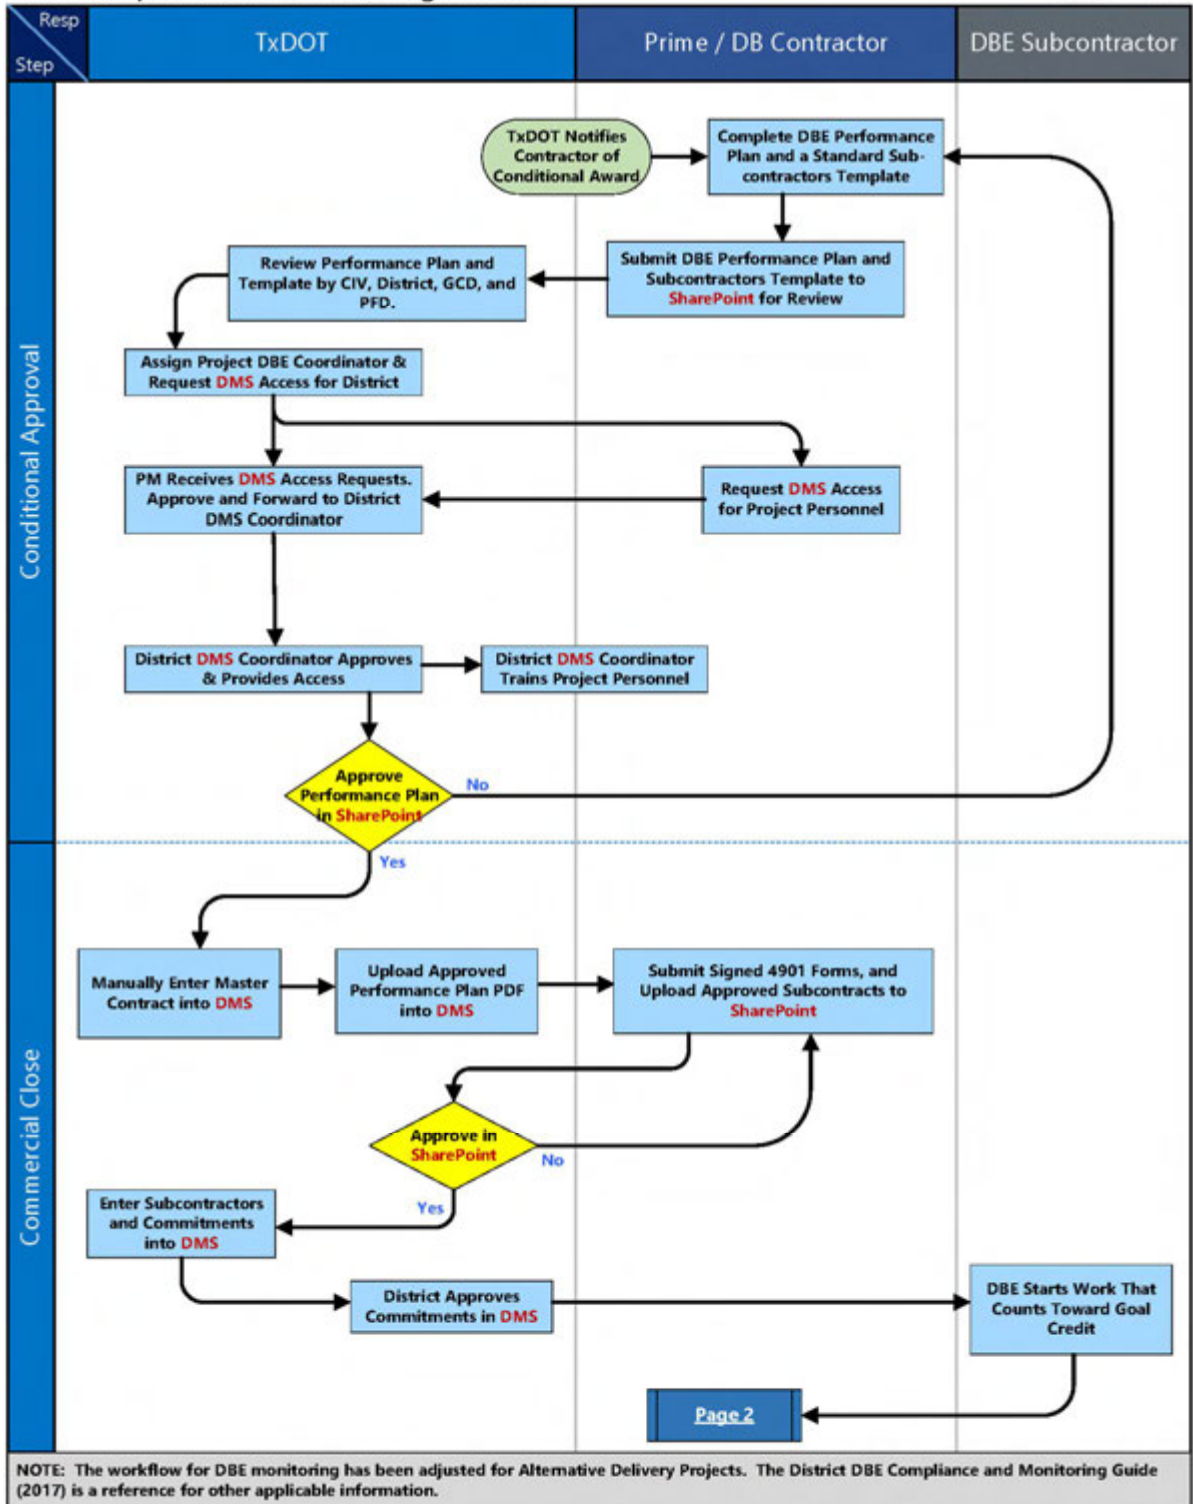 Resp
Step
TxDOT
Prime / DB Contractor
DBE Subcontractor
Conditional Approval
TxDOT Notifies
Contractor of
Conditional Award
Complete DBE Performance
Plan and a Standard Sub-
contractors Template
Submit DBE Performance Plan and
Subcontractors Template to
SharePoint for Review
Review Performance Plan and
Template by CIV, District, GCD, and
PFD.
Assign Project DBE Coordinator &
Request DMS Access for District
PM Receives DMS Access Requests.
Approve and Forward to District
DMS Coordinator
Request DMS Access
for Project Personnel
District DMS Coordinator Approves
& Provides Access
District DMS Coordinator
Trains Project Personnel
Approve
Performance Plan
in SharePoint
No
Yes
Commercial Close
Manually Enter Master
Contract into DMS
Upload Approved
Performance Plan PDF
into DMS
Submit Signed 4901 Forms, and
Upload Approved Subcontracts to
SharePoint
Approve in
SharePoint
No
Yes
Enter Subcontractors
and Commitments
into DMS
District Approves
Commitments in DMS
DBE Starts Work That
Counts Toward Goal
Credit
Page 2
NOTE: The workflow for DBE monitoring has been adjusted for Alternative Delivery Projects. The District DBE Compliance and Monitoring Guide
(2017) is a reference for other applicable information.